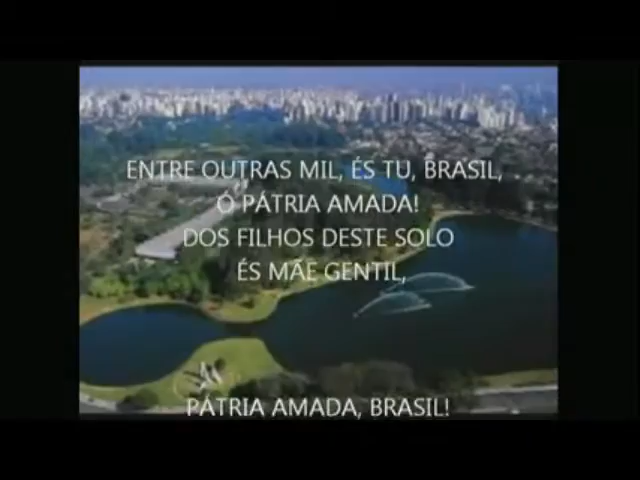 ENTRE OUTRAS MIL, ÉS TU, BRASIL,
Ó PÁTRIA AMADA!
DOS FILHOS DESTE SOLO
ÉS MÃE GENTIL,
PÁTRIA AMADA, BRASIL!